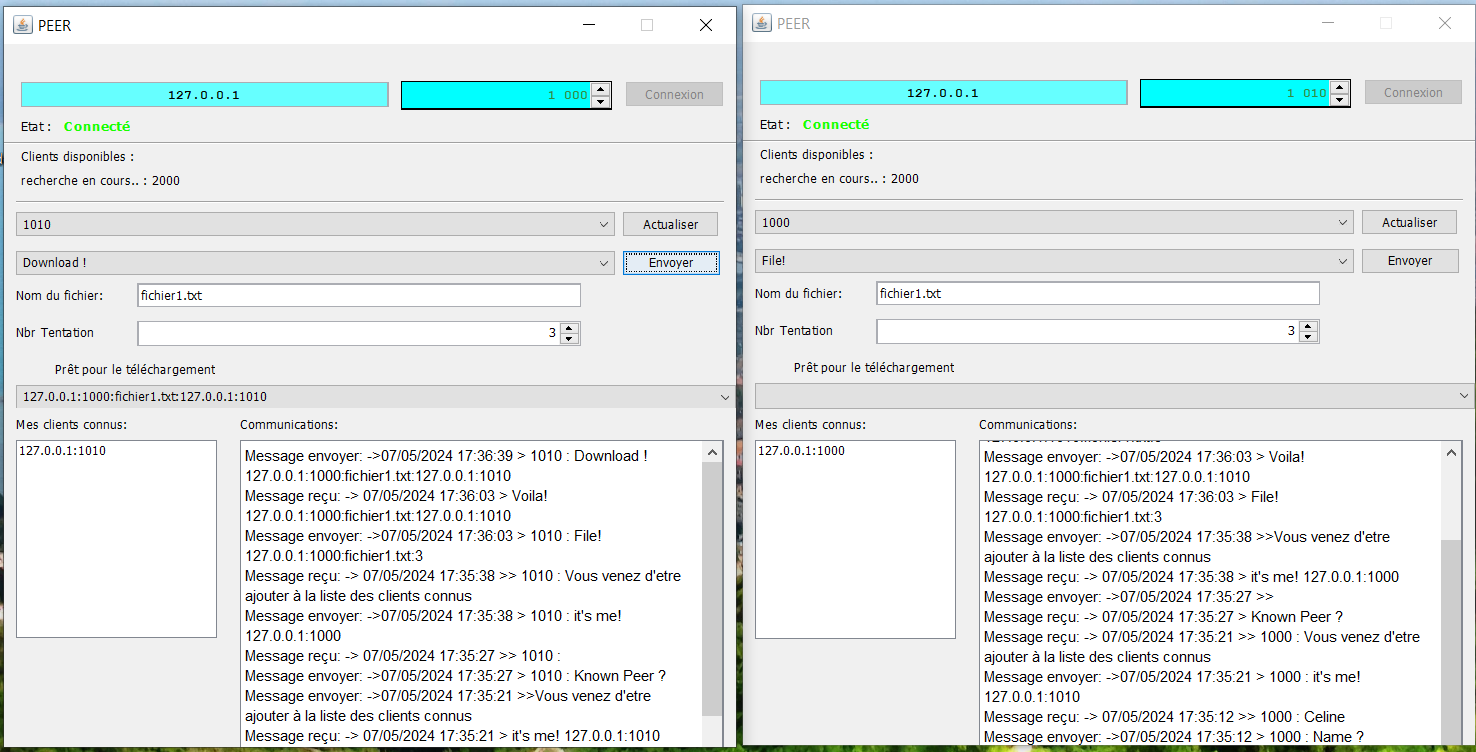 PEER
127.0.0.1
1 000
Connexion
Etat : Connecté
Clients disponibles :
recherche en cours.. : 2000
1010
Actualiser
Download !
Envoyer
Nom du fichier:
fichier1.txt
Nbr Tentation
3
Prêt pour le téléchargement
127.0.0.1:1000:fichier1.txt:127.0.0.1:1010
Mes clients connus:
127.0.0.1:1010
Communications:
Message envoyer: ->07/05/2024 17:36:39 > 1010 : Download !
127.0.0.1:1000:fichier1.txt:127.0.0.1:1010
Message reçu: -> 07/05/2024 17:36:03 > Voila!
127.0.0.1:1000:fichier1.txt:127.0.0.1:1010
Message envoyer: ->07/05/2024 17:36:03 > 1010 : File!
127.0.0.1:1000:fichier1.txt:3
Message reçu: -> 07/05/2024 17:35:38 >> 1010 : Vous venez d'etre
ajouter à la liste des clients connus
Message envoyer: ->07/05/2024 17:35:38 > 1010 : it's me!
127.0.0.1:1000
Message reçu: -> 07/05/2024 17:35:27 >> 1010 :
Message envoyer: ->07/05/2024 17:35:27 > 1010 : Known Peer ?
Message envoyer: ->07/05/2024 17:35:21 >>Vous venez d'etre
ajouter à la liste des clients connus
Message reçu: -> 07/05/2024 17:35:21 > it's me! 127.0.0.1:1010
PEER
127.0.0.1
1 010
Connexion
Etat : Connecté
Clients disponibles :
recherche en cours.. : 2000
1000
Actualiser
File!
Envoyer
Nom du fichier:
fichier1.txt
Nbr Tentation
3
Prêt pour le téléchargement
Mes clients connus:
127.0.0.1:1000
Communications:
Message envoyer: ->07/05/2024 17:36:03 > Voila!
127.0.0.1:1000:fichier1.txt:127.0.0.1:1010
Message reçu: -> 07/05/2024 17:36:03 > File!
127.0.0.1:1000:fichier1.txt:3
Message envoyer: ->07/05/2024 17:35:38 >>Vous venez d'etre
ajouter à la liste des clients connus
Message reçu: -> 07/05/2024 17:35:38 > it's me! 127.0.0.1:1000
Message envoyer: ->07/05/2024 17:35:27 >>
Message reçu: -> 07/05/2024 17:35:27 > Known Peer ?
Message reçu: -> 07/05/2024 17:35:21 >> 1000 : Vous venez d'etre
ajouter à la liste des clients connus
Message envoyer: ->07/05/2024 17:35:21 > 1000 : it's me!
127.0.0.1:1010
Message reçu: -> 07/05/2024 17:35:12 >> 1000 : Celine
Message envoyer: ->07/05/2024 17:35:12 > 1000 : Name ?